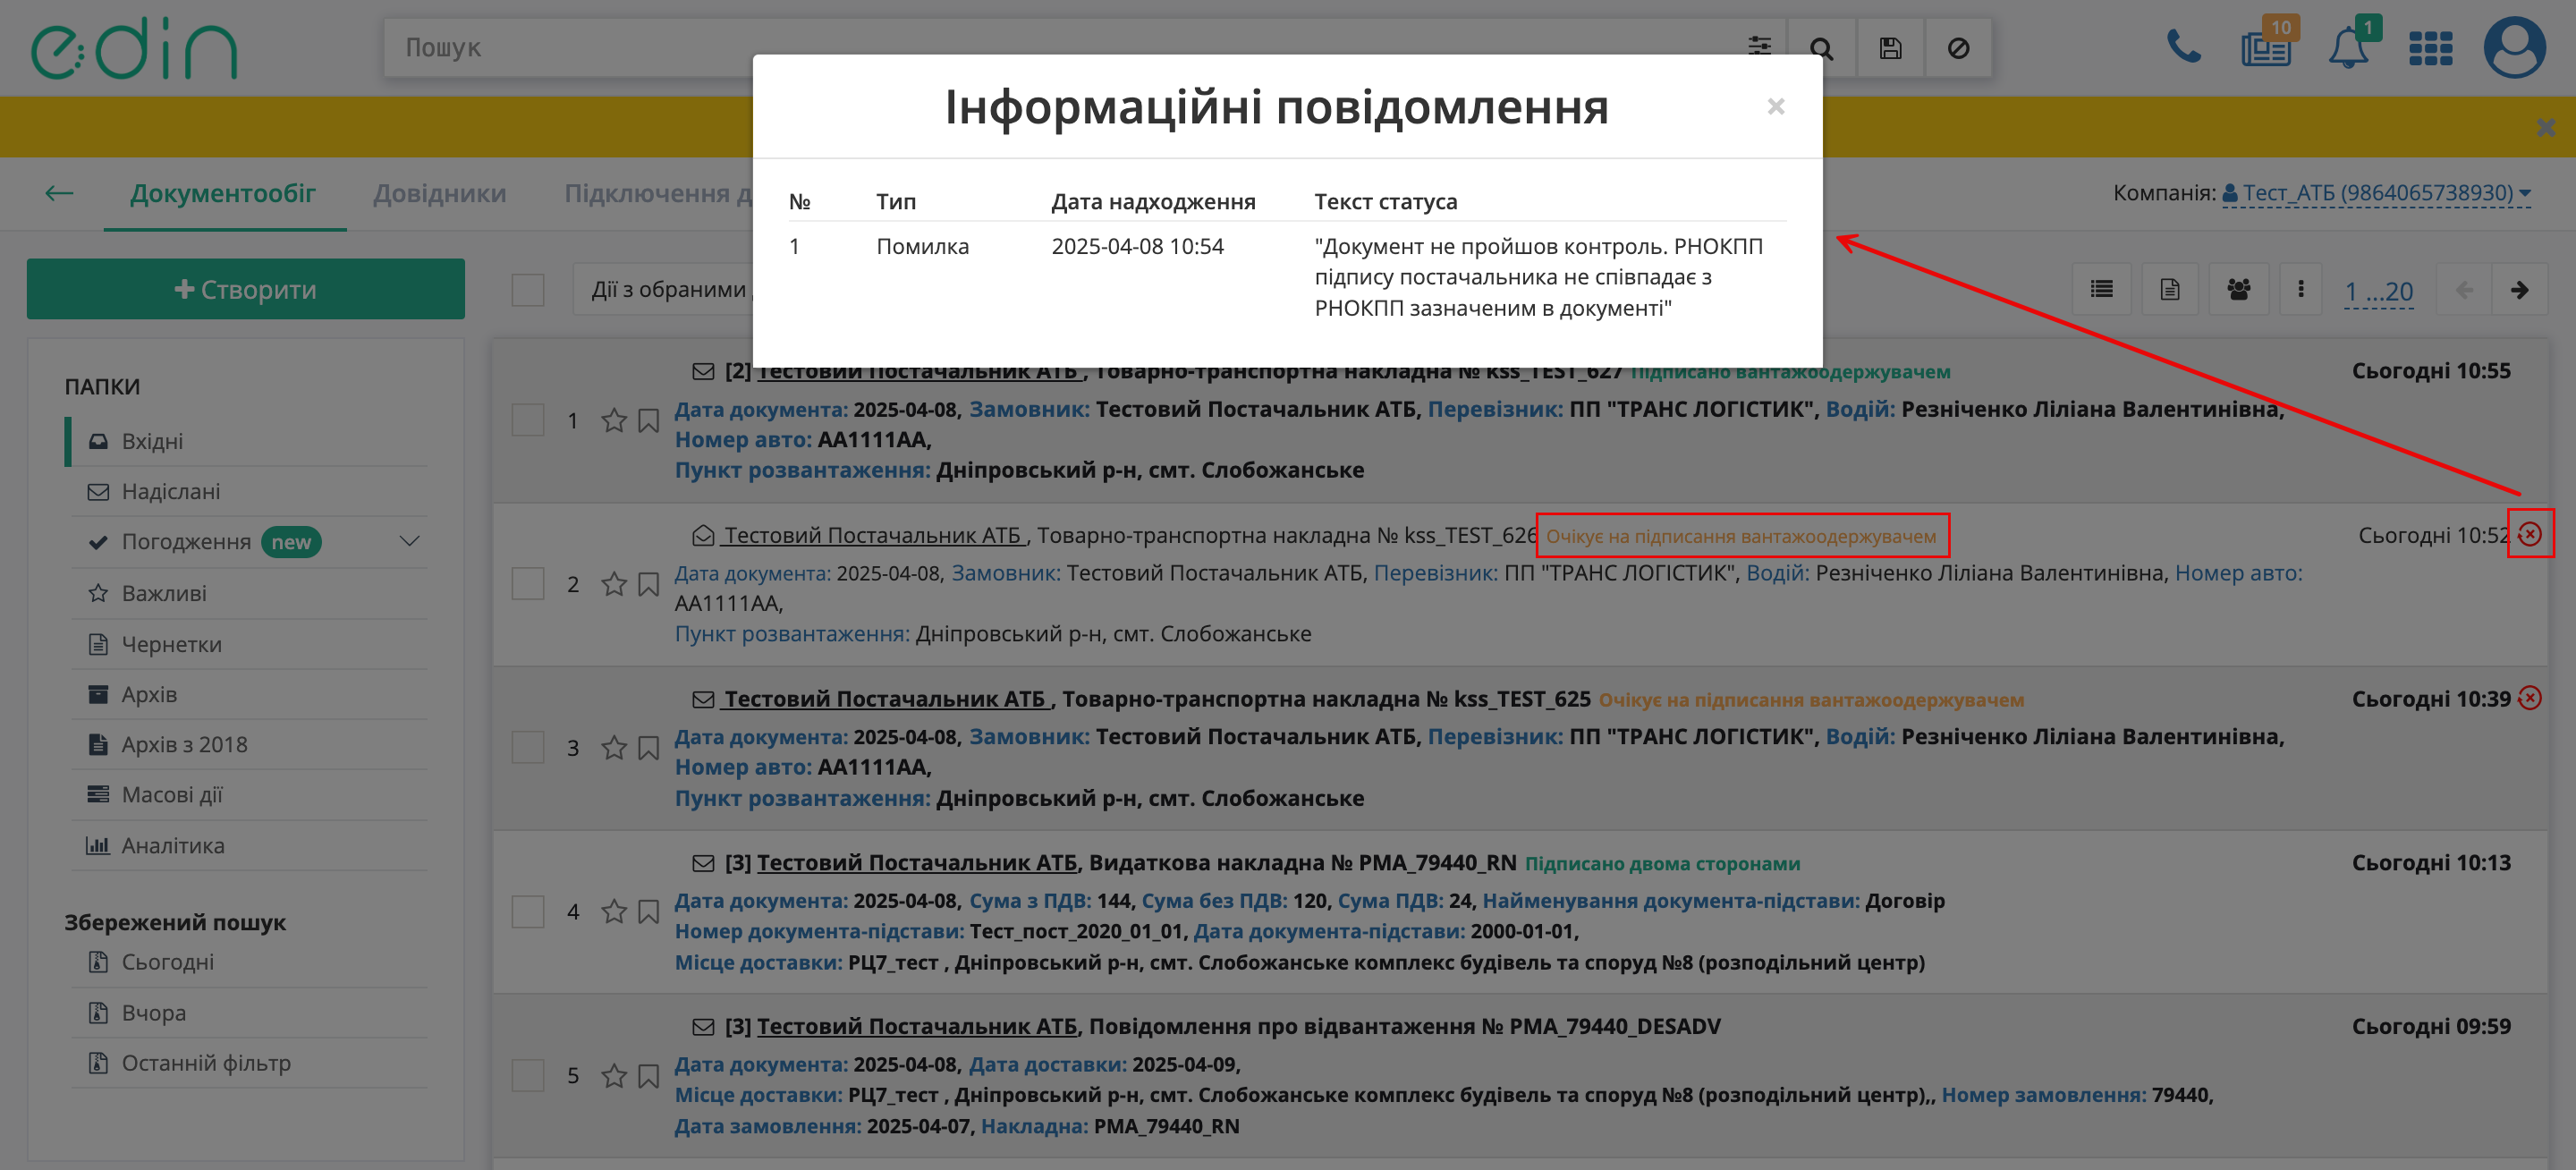 edin
Пошук
10
1
Інформаційні повідомлення
×
№ Тип Дата надходження Текст статуса
1 Помилка 2025-04-08 10:54 "Документ не пройшов контроль. РНОКПП
підпису постачальника не співпадає з
РНОКПП зазначеним в документі"
Документообіг Довідники Підключення д
Компанія: Тест_АТБ (9864065738930)
+ Створити
Дії з обраними
1 ...20
ПАПКИ
Вхідні
Надіслані
Погодження new
Важливі
Чернетки
Архів
Архів з 2018
Масові дії
Аналітика
Збережений пошук
Сьогодні
Вчора
Останній фільтр
[2] Тестовий Постачальник АТБ , Товарно-транспортна накладна № kss_TEST_627 Підписано вантажоодержувачем Сьогодні 10:55
1
Дата документа: 2025-04-08, Замовник: Тестовий Постачальник АТБ, Перевізник: ПП "ТРАНС ЛОГІСТИК", Водій: Резніченко Ліліана Валентинівна,
Номер авто: AA1111AA,
Пункт розвантаження: Дніпровський р-н, смт. Слобожанське
Тестовий Постачальник АТБ , Товарно-транспортна накладна № kss_TEST_626 Очікує на підписання вантажоодержувачем Сьогодні 10:52
2
Дата документа: 2025-04-08, Замовник: Тестовий Постачальник АТБ, Перевізник: ПП "ТРАНС ЛОГІСТИК", Водій: Резніченко Ліліана Валентинівна, Номер авто:
AA1111AA,
Пункт розвантаження: Дніпровський р-н, смт. Слобожанське
Тестовий Постачальник АТБ , Товарно-транспортна накладна № kss_TEST_625 Очікує на підписання вантажоодержувачем Сьогодні 10:39
3
Дата документа: 2025-04-08, Замовник: Тестовий Постачальник АТБ, Перевізник: ПП "ТРАНС ЛОГІСТИК", Водій: Резніченко Ліліана Валентинівна,
Номер авто: AA1111AA,
Пункт розвантаження: Дніпровський р-н, смт. Слобожанське
[3] Тестовий Постачальник АТБ, Видаткова накладна № PMA_79440_RN Підписано двома сторонами Сьогодні 10:13
4
Дата документа: 2025-04-08, Сума з ПДВ: 144, Сума без ПДВ: 120, Сума ПДВ: 24, Найменування документа-підстави: Договір
Номер документа-підстави: Тест_пост_2020_01_01, Дата документа-підстави: 2000-01-01,
Місце доставки: РЦ7_тест , Дніпровський р-н, смт. Слобожанське комплекс будівель та споруд №8 (розподільний центр)
[3] Тестовий Постачальник АТБ, Повідомлення про відвантаження № PMA_79440_DESADV Сьогодні 09:59
5
Дата документа: 2025-04-08, Дата доставки: 2025-04-09,
Місце доставки: РЦ7_тест , Дніпровський р-н, смт. Слобожанське комплекс будівель та споруд №8 (розподільний центр),, Номер замовлення: 79440,
Дата замовлення: 2025-04-07, Накладна: PMA_79440_RN